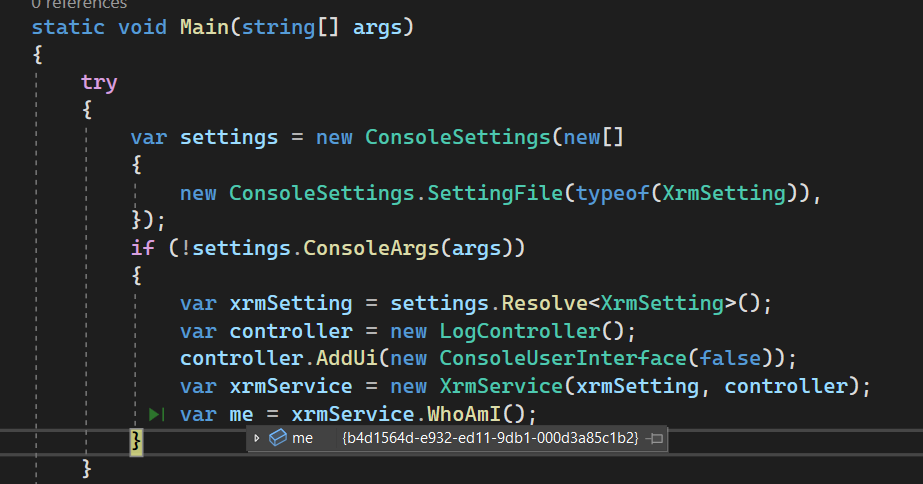 0 references
static void Main(string[] args)
{
try
{
var settings = new ConsoleSettings(new[]
{
new ConsoleSettings.SettingFile(typeof(XrmSetting)),
});
if (!settings.ConsoleArgs(args))
{
var xrmSetting = settings.Resolve<XrmSetting>();
var controller = new LogController();
controller.AddUi(new ConsoleUserInterface(false));
var xrmService = new XrmService(xrmSetting, controller);
var me = xrmService.WhoAmI();
}
me {b4d1564d-e932-ed11-9db1-000d3a85c1b2}
}